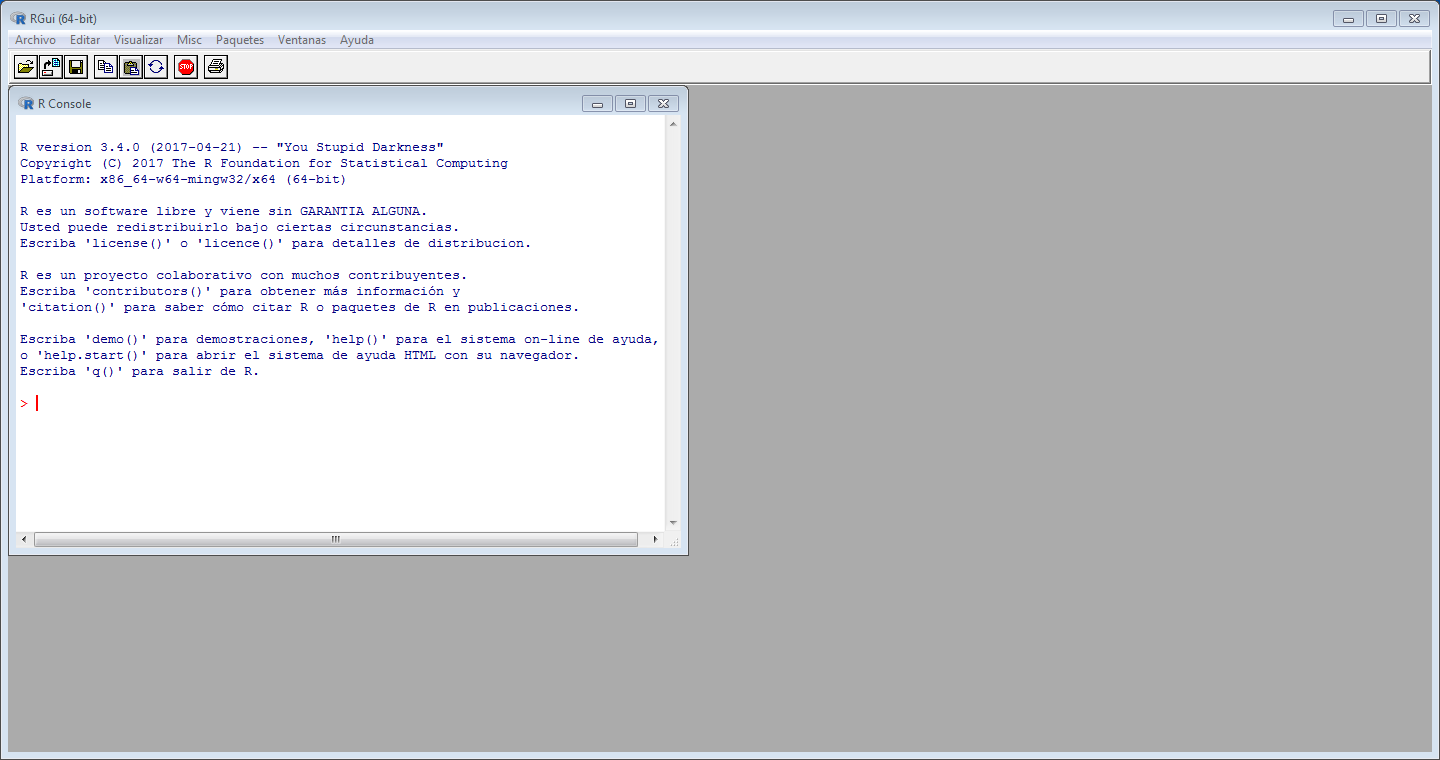 RGui (64-bit)
Archivo Editar Visualizar Misc Paquetes Ventanas Ayuda
STOP
R Console
R version 3.4.0 (2017-04-21) -- "You Stupid Darkness"
Copyright (C) 2017 The R Foundation for Statistical Computing
Platform: x86_64-w64-mingw32/x64 (64-bit)
R es un software libre y viene sin GARANTIA ALGUNA.
Usted puede redistribuirlo bajo ciertas circunstancias.
Escriba 'license()' o 'licence()' para detalles de distribucion.
R es un proyecto colaborativo con muchos contribuyentes.
Escriba 'contributors()' para obtener más información y
'citation()' para saber cómo citar R o paquetes de R en publicaciones.
Escriba 'demo()' para demostraciones, 'help()' para el sistema on-line de ayuda,
o 'help.start()' para abrir el sistema de ayuda HTML con su navegador.
Escriba 'q()' para salir de R.
>